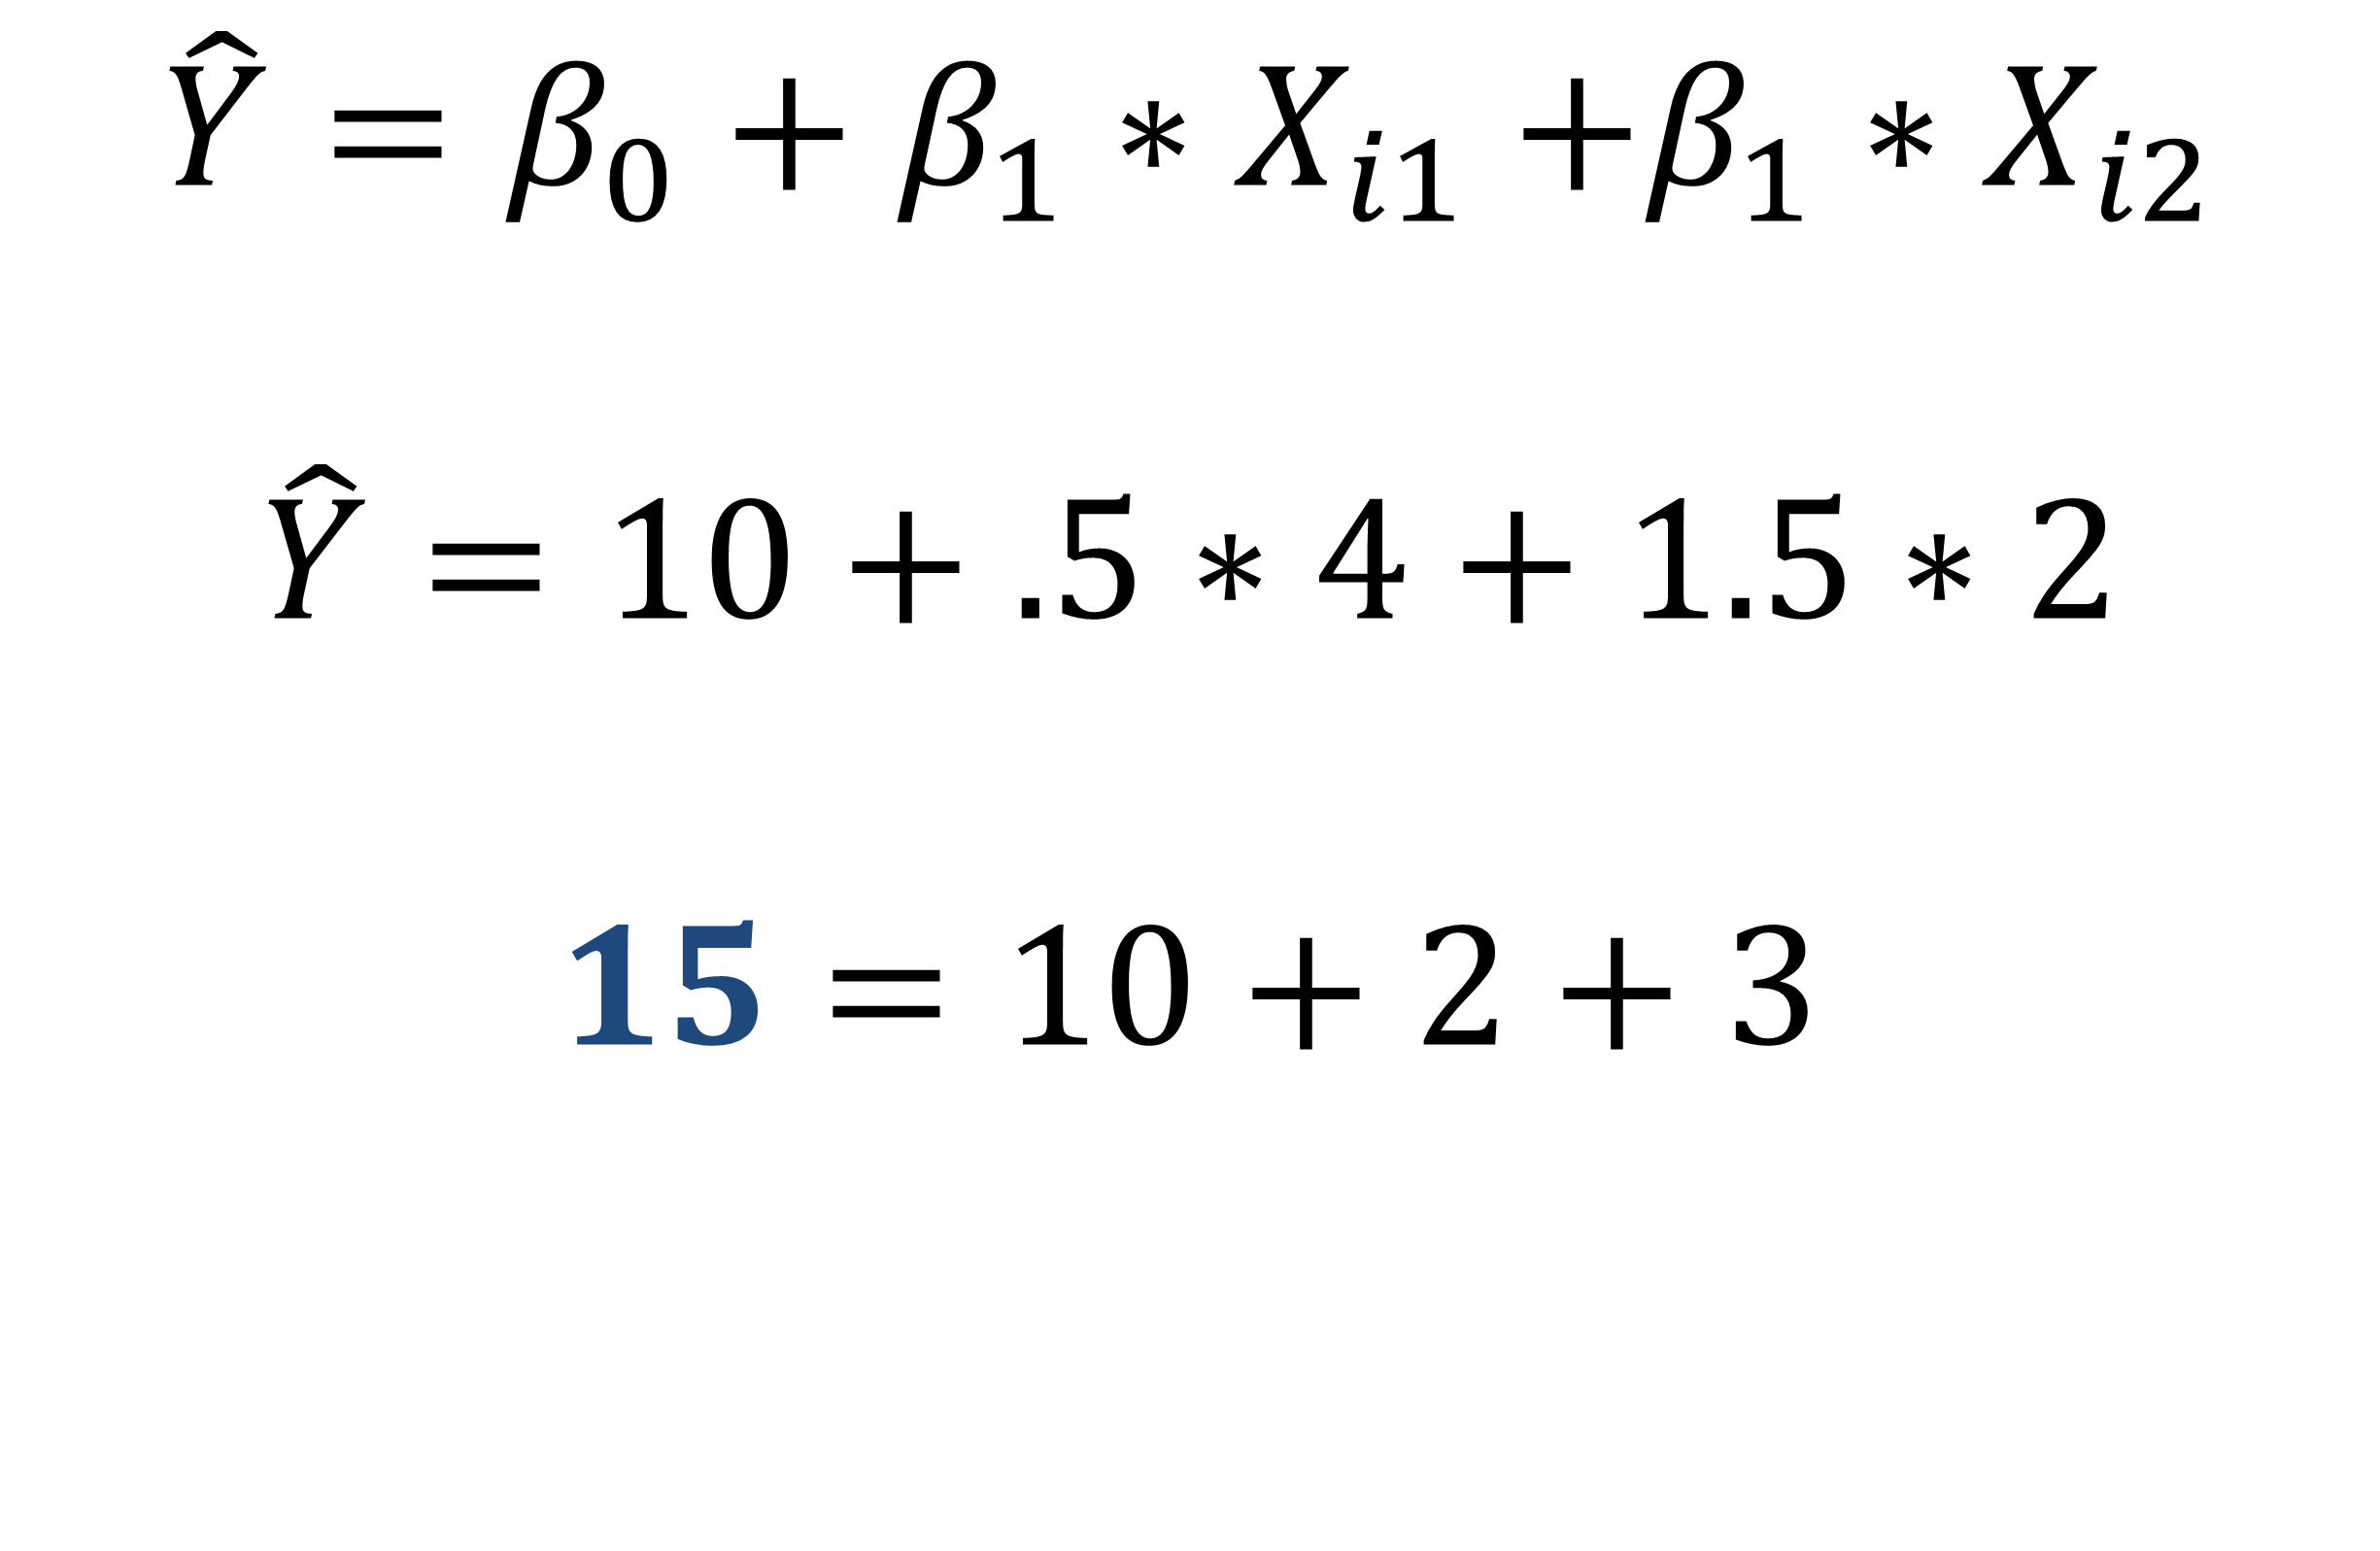 Ŷ = β₀ + β₁ * Xᵢ₁ +β₁* Xᵢ₂
Ŷ = 10 + .5 * 4 + 1.5 * 2
15 = 10 + 2 + 3